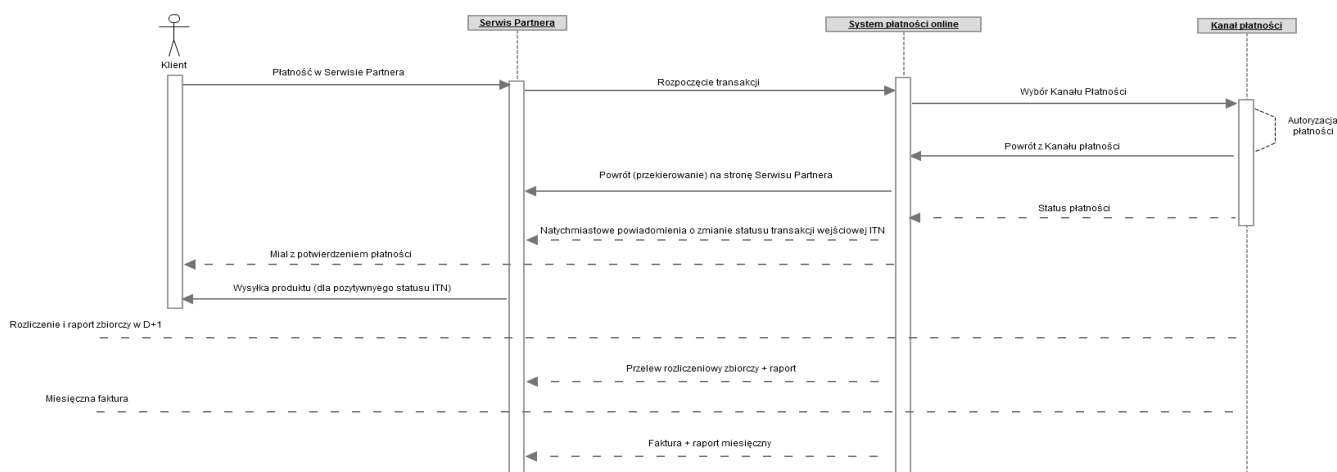 Serwis Partnera
System płatności online
Kanał płatności
Klient
Płatność w Serwisie Partnera
Rozpoczęcie transakcji
Wybór Kanału Płatności
Autoryzacja
płatności
Powrót z Kanału płatności
Powrót (przekierowanie) na stronę Serwisu Partnera
Status płatności
Natychmiastowe powiadomienia o zmianie statusu transakcji wejściowej ITN
Mial z potwierdzeniem płatności
Wysyłka produktu (dla pozytywnego statusu ITN)
Rozliczenie i raport zbiorczy w D+1
Przelew rozliczeniowy zbiorczy + raport
Miesięczna faktura
Faktura + raport miesięczny